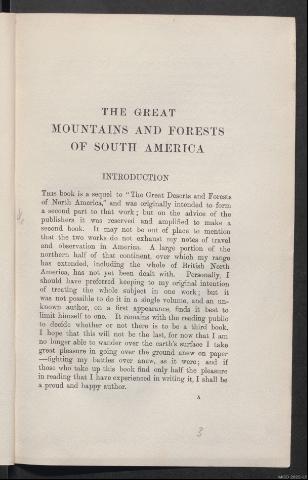 THE GREAT
MOUNTAINS AND FORESTS
OF SOUTH AMERICA
INTRODUCTION
THIS book is a sequel to "The Great Deserts and Forests
of North America," and was originally intended to form
a second part to that work; but on the advice of the
publishers it was reserved and amplified to make a
second book. It may not be out of place to mention
that the two works do not exhaust my notes of travel
and observation in America. A large portion of the
northern half of that continent, over which my range
has extended, including the whole of British North
America, has not yet been dealt with. Personally, I
should have preferred keeping to my original intention
of treating the whole subject in one work; but it
was not possible to do it in a single volume, and an un-
known author, on a first appearance, finds it best to
limit himself to one. It remains with the reading public
to decide whether or not there is to be a third book.
I hope that this will not be the last, for now that I am
no longer able to wander over the earth's surface I take
great pleasure in going over the ground anew on paper
—fighting my battles over anew, as it were; and if
those who take up this book find only half the pleasure
in reading that I have experienced in writing it, I shall be
a proud and happy author.
A
3